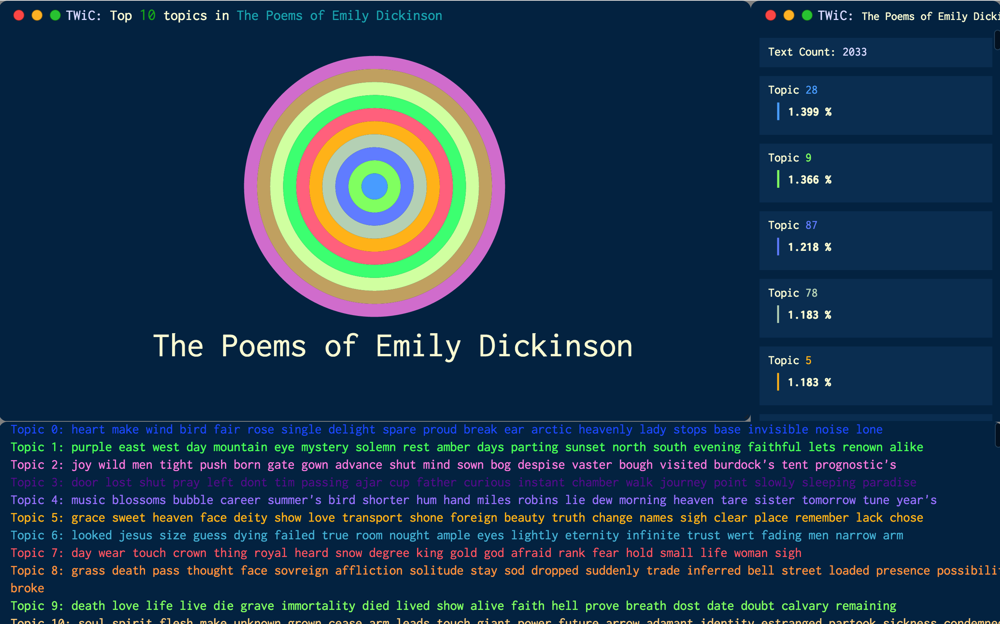 TWiC: Top 10 topics in The Poems of Emily Dickinson
The Poems of Emily Dickinson
TWiC: The Poems of Emily Dicki
Text Count: 2033
Topic 28
1.399 %
Topic 9
1.366 %
Topic 87
1.218 %
Topic 78
1.183 %
Topic 5
1.183 %
Topic 0: heart make wind bird fair rose single delight spare proud break ear arctic heavenly lady stops base invisible noise lone
Topic 1: purple east west day mountain eye mystery solemn rest amber days parting sunset north south evening faithful lets renown alike
Topic 2: joy wild men tight push born gate gown advance shut mind sown bog despise vaster bough visited burdock's tent prognostic's
Topic 3: door lost shut pray left dont tim passing ajar cup father curious instant chamber walk journey point slowly sleeping paradise
Topic 4: music blossoms bubble career summer's bird shorter hum hand miles robins lie dew morning heaven tare sister tomorrow tune year's
Topic 5: grace sweet heaven face deity show love transport shone foreign beauty truth change names sigh clear place remember lack chose
Topic 6: looked jesus size guess dying failed true room nought ample eyes lightly eternity infinite trust wert fading men narrow arm
Topic 7: day wear touch crown thing royal heard snow degree king gold god afraid rank fear hold small life woman sigh
Topic 8: grass death pass thought face sovreign affliction solitude stay sod dropped suddenly trade inferred bell street loaded presence possibilit
broke
Topic 9: death love life live die grave immortality died lived show alive faith hell prove breath dost date doubt calvary remaining
Topic 10: soul spirit flesh make unknown grown cease arm leads touch giant power future arrow adamant identity estranged partook sickness condemned